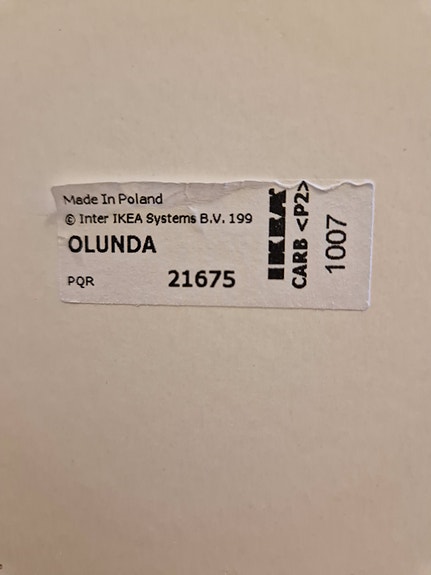 Made In Poland
© Inter IKEA Systems B.V. 199
OLUNDA
PQR 21675
IKEA
CARB <P2>
1007